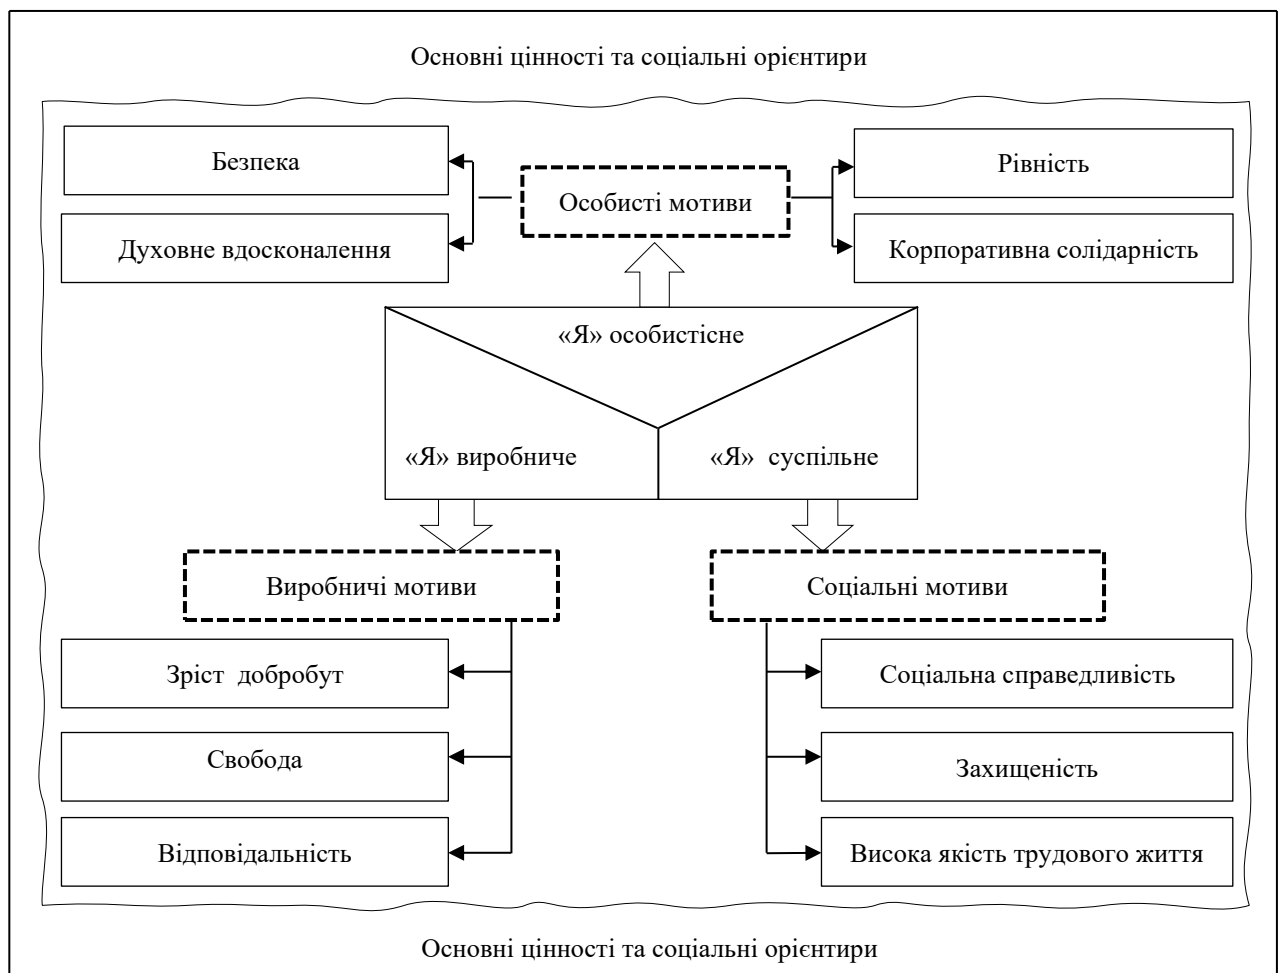 Основні цінності та соціальні орієнтири
Безпека
Рівність
Особисті мотиви
Духовне вдосконалення
Корпоративна солідарність
«Я» особистісне
«Я» виробниче
«Я» суспільне
Виробничі мотиви
Соціальні мотиви
Зріст добробут
Соціальна справедливість
Свобода
Захищеність
Відповідальність
Висока якість трудового життя
Основні цінності та соціальні орієнтири